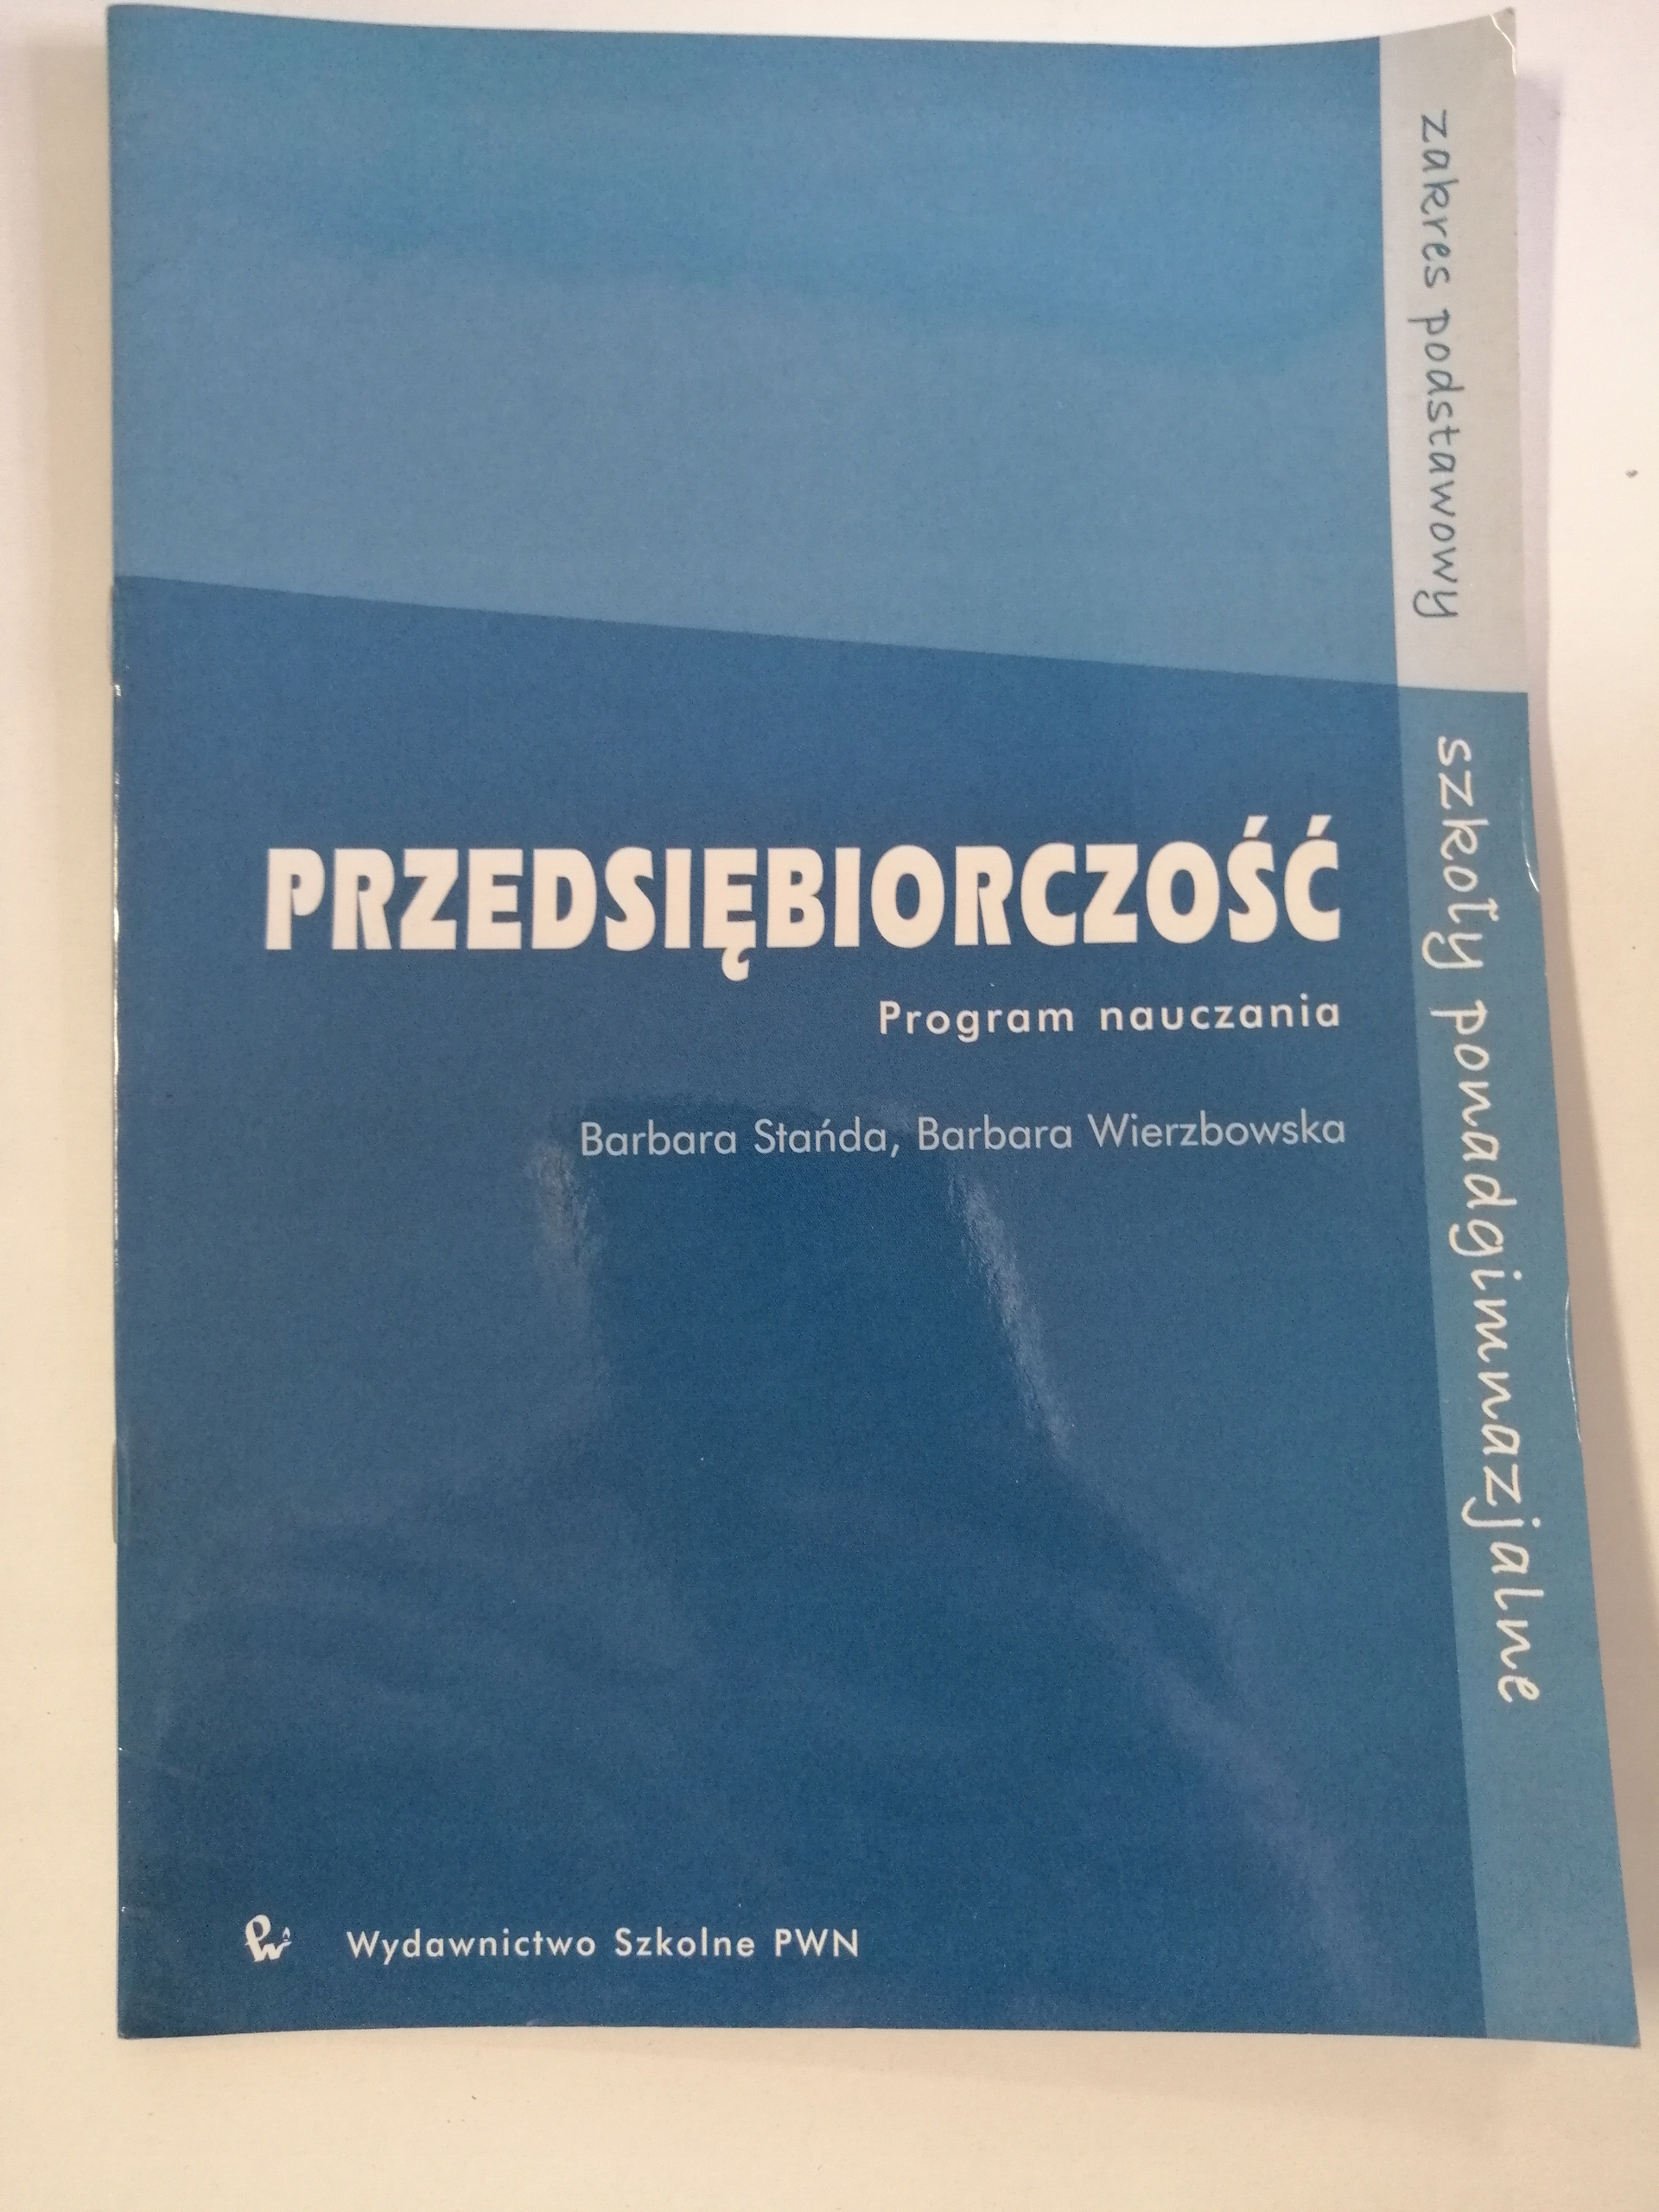 zakres podstawowy
szkoły ponadgimnazjalne
PRZEDSIĘBIORCZOŚĆ
Program nauczania
Barbara Stańda, Barbara Wierzbowska
Wydawnictwo Szkolne PWN